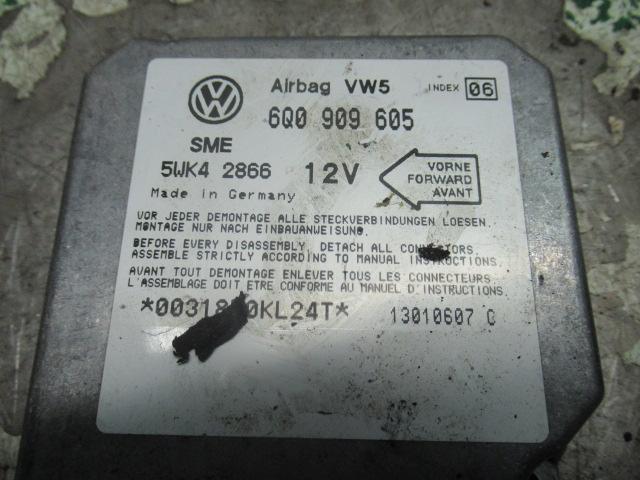 Airbag VW5 INDEX 06
6Q0 909 605
SME
5WK4 2866 12V
VORNE
FORWARD
AVANT
Made in Germany
VOR JEDER DEMONTAGE ALLE STECKVERBINDUNGEN LOESEN.
MONTAGE NUR NACH EINBAUANWEISUNG.
BEFORE EVERY DISASSEMBLY, DETACH ALL
ASSEMBLE STRICTLY ACCORDING TO MANUAL INSTRUCTIONS.
AVANT TOUT DEMONTAGE ENLEVER TOUS LES CONNECTEURS.
L'ASSEMBLAGE DOIT ETRE CONFORME AU MANUEL D'INSTRUCTIONS.
13010607 C